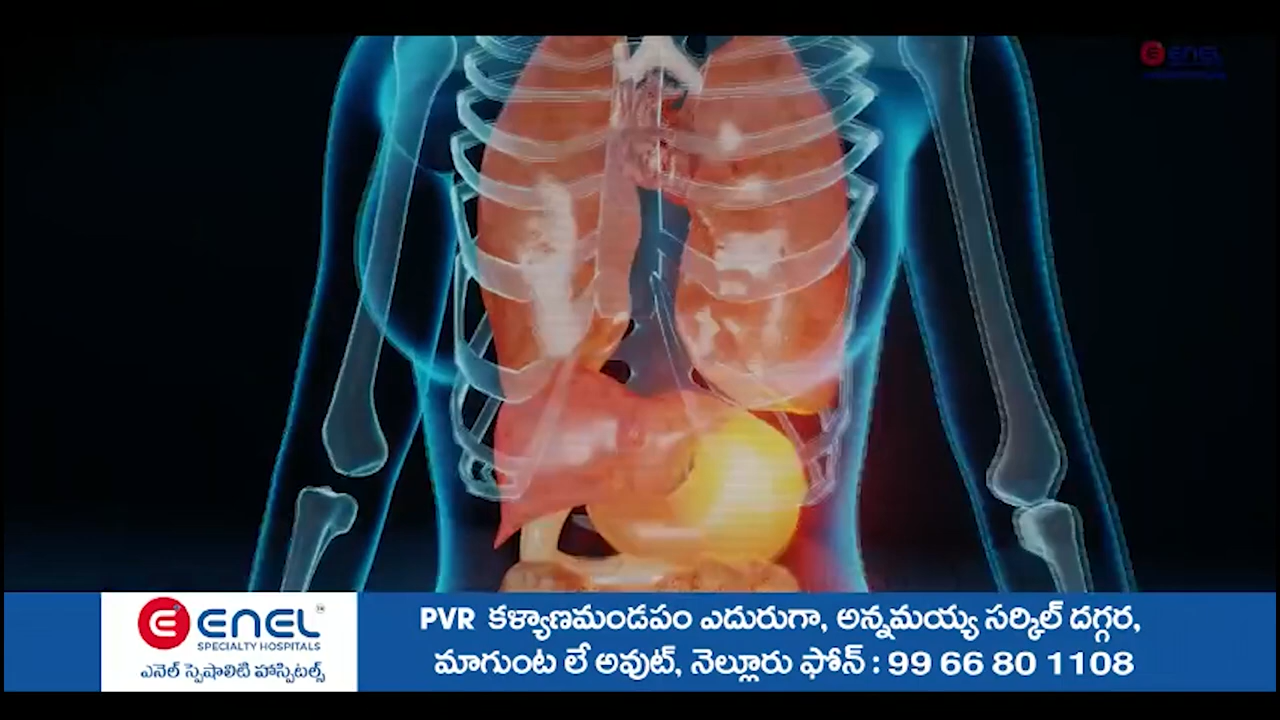 ENEL
ENEL
SPECIALTY HOSPITALS
ఎనెల్ స్పెషాలిటి హాస్పిటల్స్
PVR కళ్యాణమండపం ఎదురుగా, అన్నమయ్య సర్కిల్ దగ్గర,
మాగుంట లే అవుట్, నెల్లూరు ఫోన్ : 99 66 80 1108